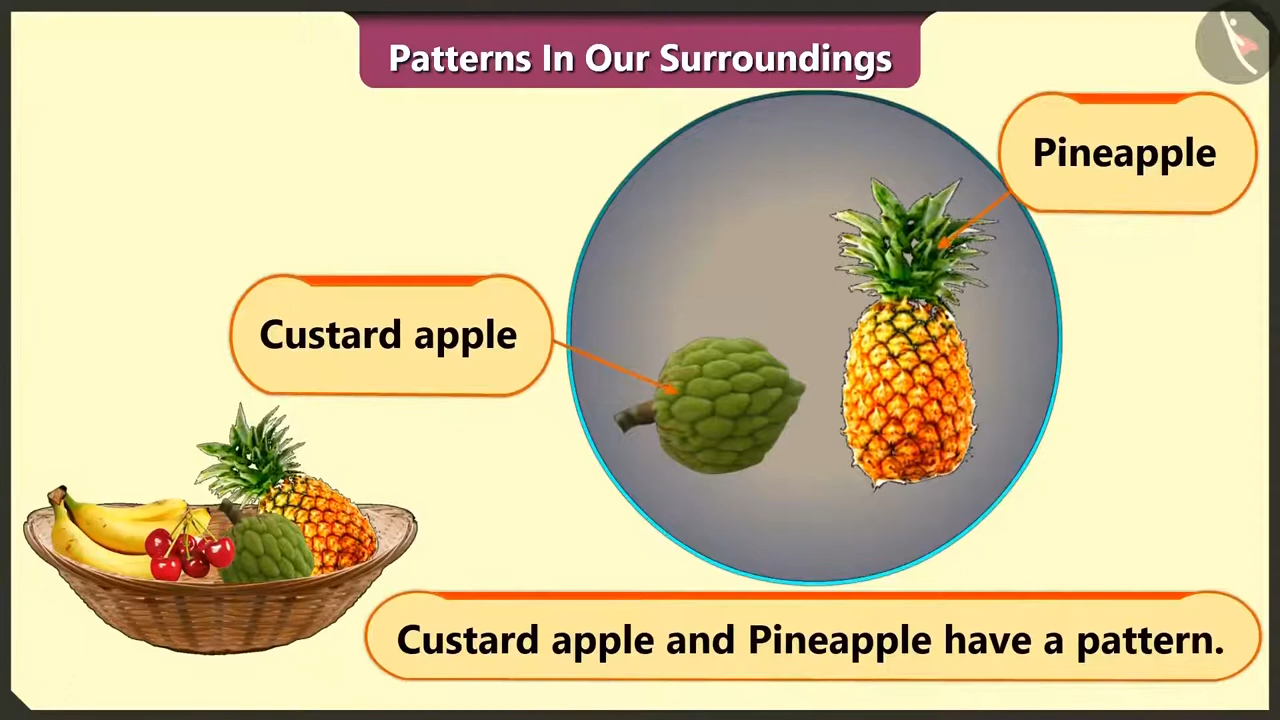 Patterns In Our Surroundings
Pineapple
Custard apple
Custard apple and Pineapple have a pattern.